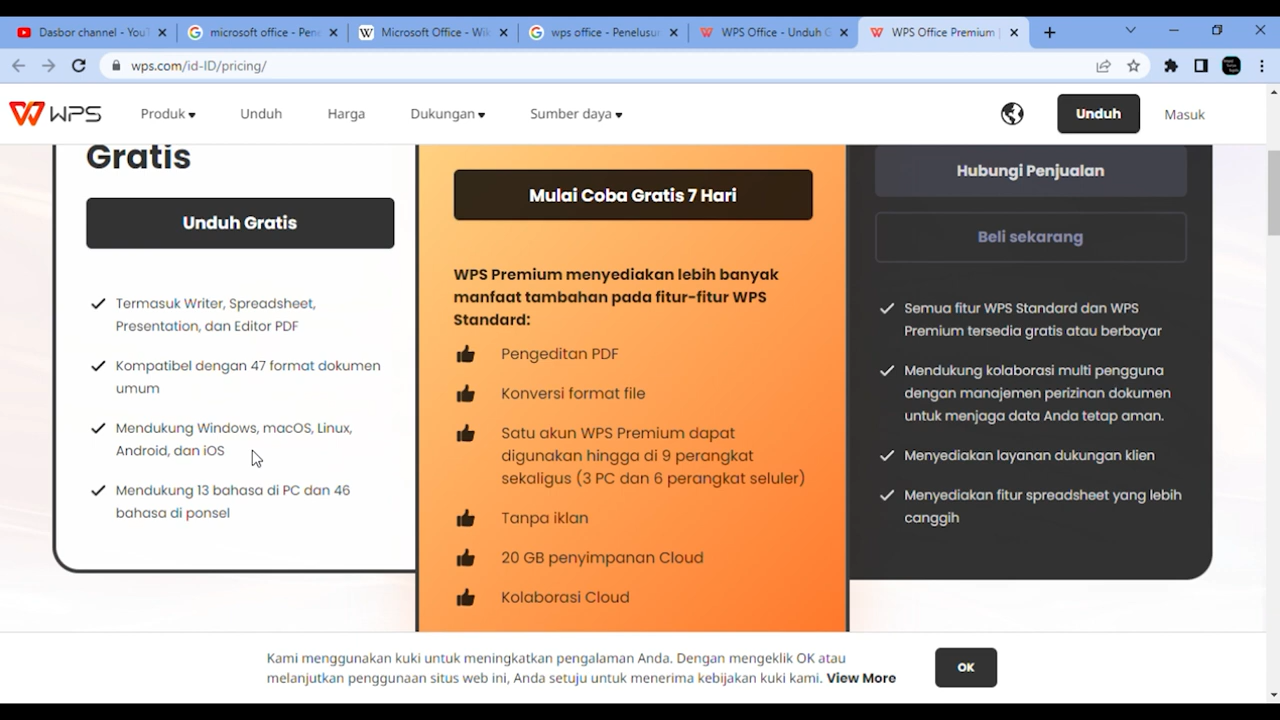 Dasbor channel - You
microsoft office - Pene
Microsoft Office - Wik
wps office - Penelusur
WPS Office - Unduh G
WPS Office Premium |
wps.com/id-ID/pricing/
WPS
Produk
Unduh
Harga
Dukungan
Sumber daya
Unduh
Masuk
Gratis
Unduh Gratis
Termasuk Writer, Spreadsheet,
Presentation, dan Editor PDF
Kompatibel dengan 47 format dokumen
umum
Mendukung Windows, macOS, Linux,
Android, dan iOS
Mendukung 13 bahasa di PC dan 46
bahasa di ponsel
Mulai Coba Gratis 7 Hari
WPS Premium menyediakan lebih banyak
manfaat tambahan pada fitur-fitur WPS
Standard:
Pengeditan PDF
Konversi format file
Satu akun WPS Premium dapat
digunakan hingga di 9 perangkat
sekaligus (3 PC dan 6 perangkat seluler)
Tanpa iklan
20 GB penyimpanan Cloud
Kolaborasi Cloud
Hubungi Penjualan
Beli sekarang
Semua fitur WPS Standard dan WPS
Premium tersedia gratis atau berbayar
Mendukung kolaborasi multi pengguna
dengan manajemen perizinan dokumen
untuk menjaga data Anda tetap aman.
Menyediakan layanan dukungan klien
Menyediakan fitur spreadsheet yang lebih
canggih
Kami menggunakan kuki untuk meningkatkan pengalaman Anda. Dengan mengeklik OK atau
melanjutkan penggunaan situs web ini, Anda setuju untuk menerima kebijakan kuki kami. View More
OK